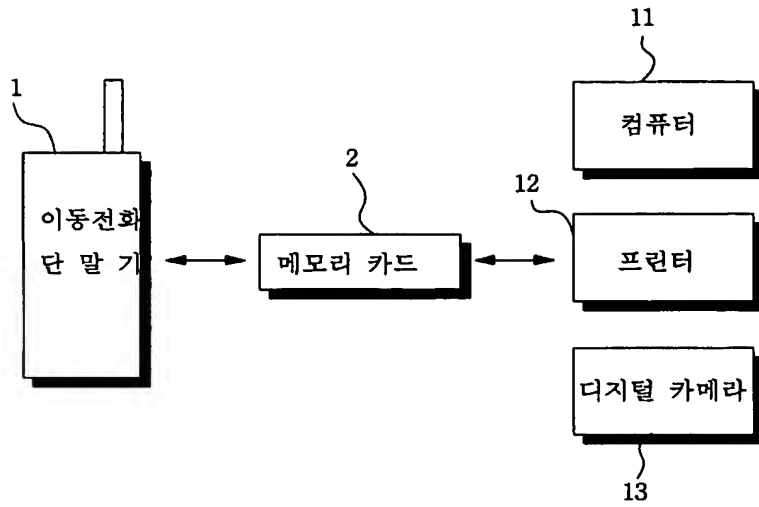 1
이동전화
단 말 기
2
메모리 카드
11
컴퓨터
12
프린터
디지털 카메라
13